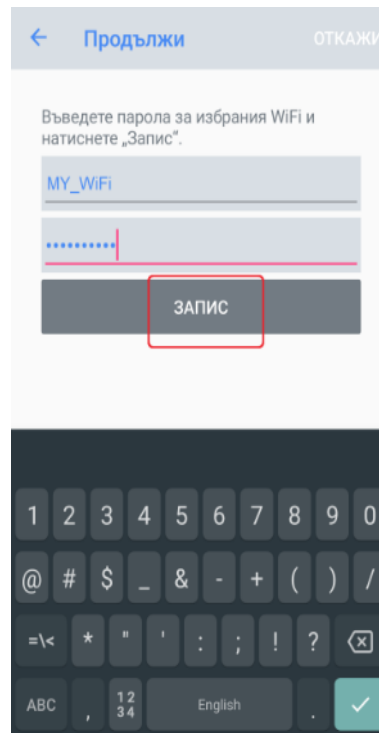 ← Продължи ОТКАЖИ
Въведете парола за избрания WiFi и
натиснете „Запис“.
MY_WiFi
••••••••••
ЗАПИС
1 2 3 4 5 6 7 8 9 0
@ # $ _ & - + ( ) /
=\< * " ' : ; ! ?
ABC , 12 English .
34